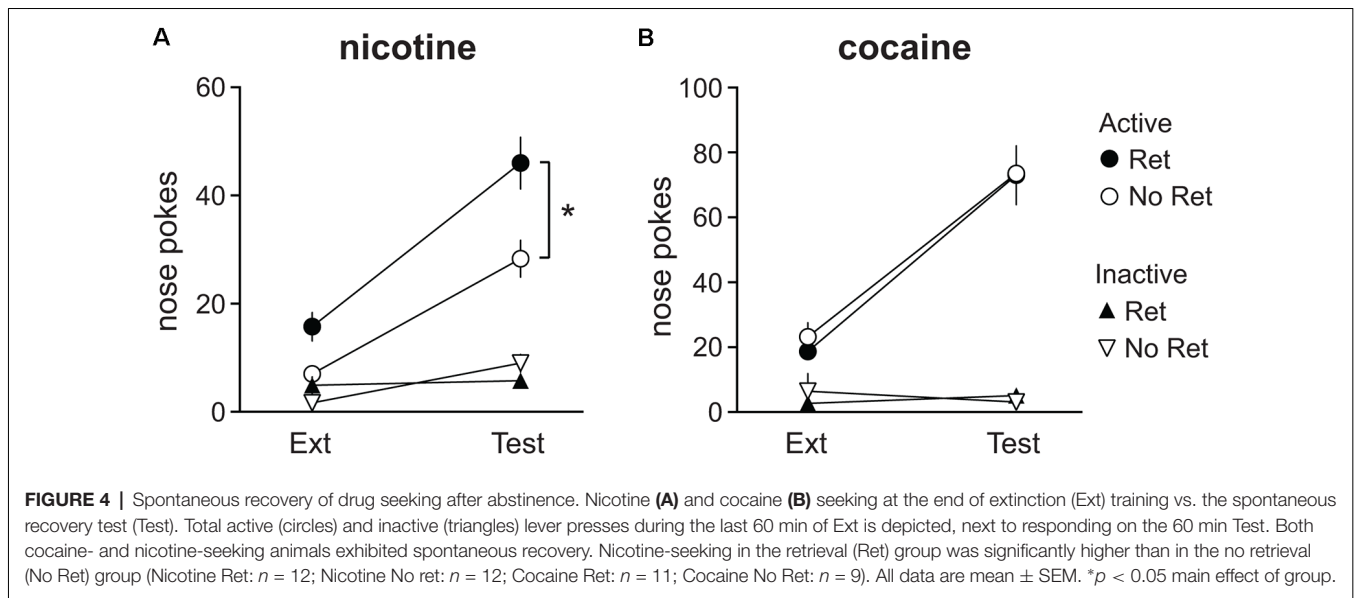 A
nicotine
60
40
20
0
nose pokes
Ext
Test
*
B
cocaine
100
80
60
40
20
0
nose pokes
Ext
Test
Active
Ret
No Ret
Inactive
Ret
No Ret
FIGURE 4 | Spontaneous recovery of drug seeking after abstinence. Nicotine (A) and cocaine (B) seeking at the end of extinction (Ext) training vs. the spontaneous
recovery test (Test). Total active (circles) and inactive (triangles) lever presses during the last 60 min of Ext is depicted, next to responding on the 60 min Test. Both
cocaine- and nicotine-seeking animals exhibited spontaneous recovery. Nicotine-seeking in the retrieval (Ret) group was significantly higher than in the no retrieval
(No Ret) group (Nicotine Ret: n = 12; Nicotine No ret: n = 12; Cocaine Ret: n = 11; Cocaine No Ret: n = 9). All data are mean ± SEM. *p < 0.05 main effect of group.